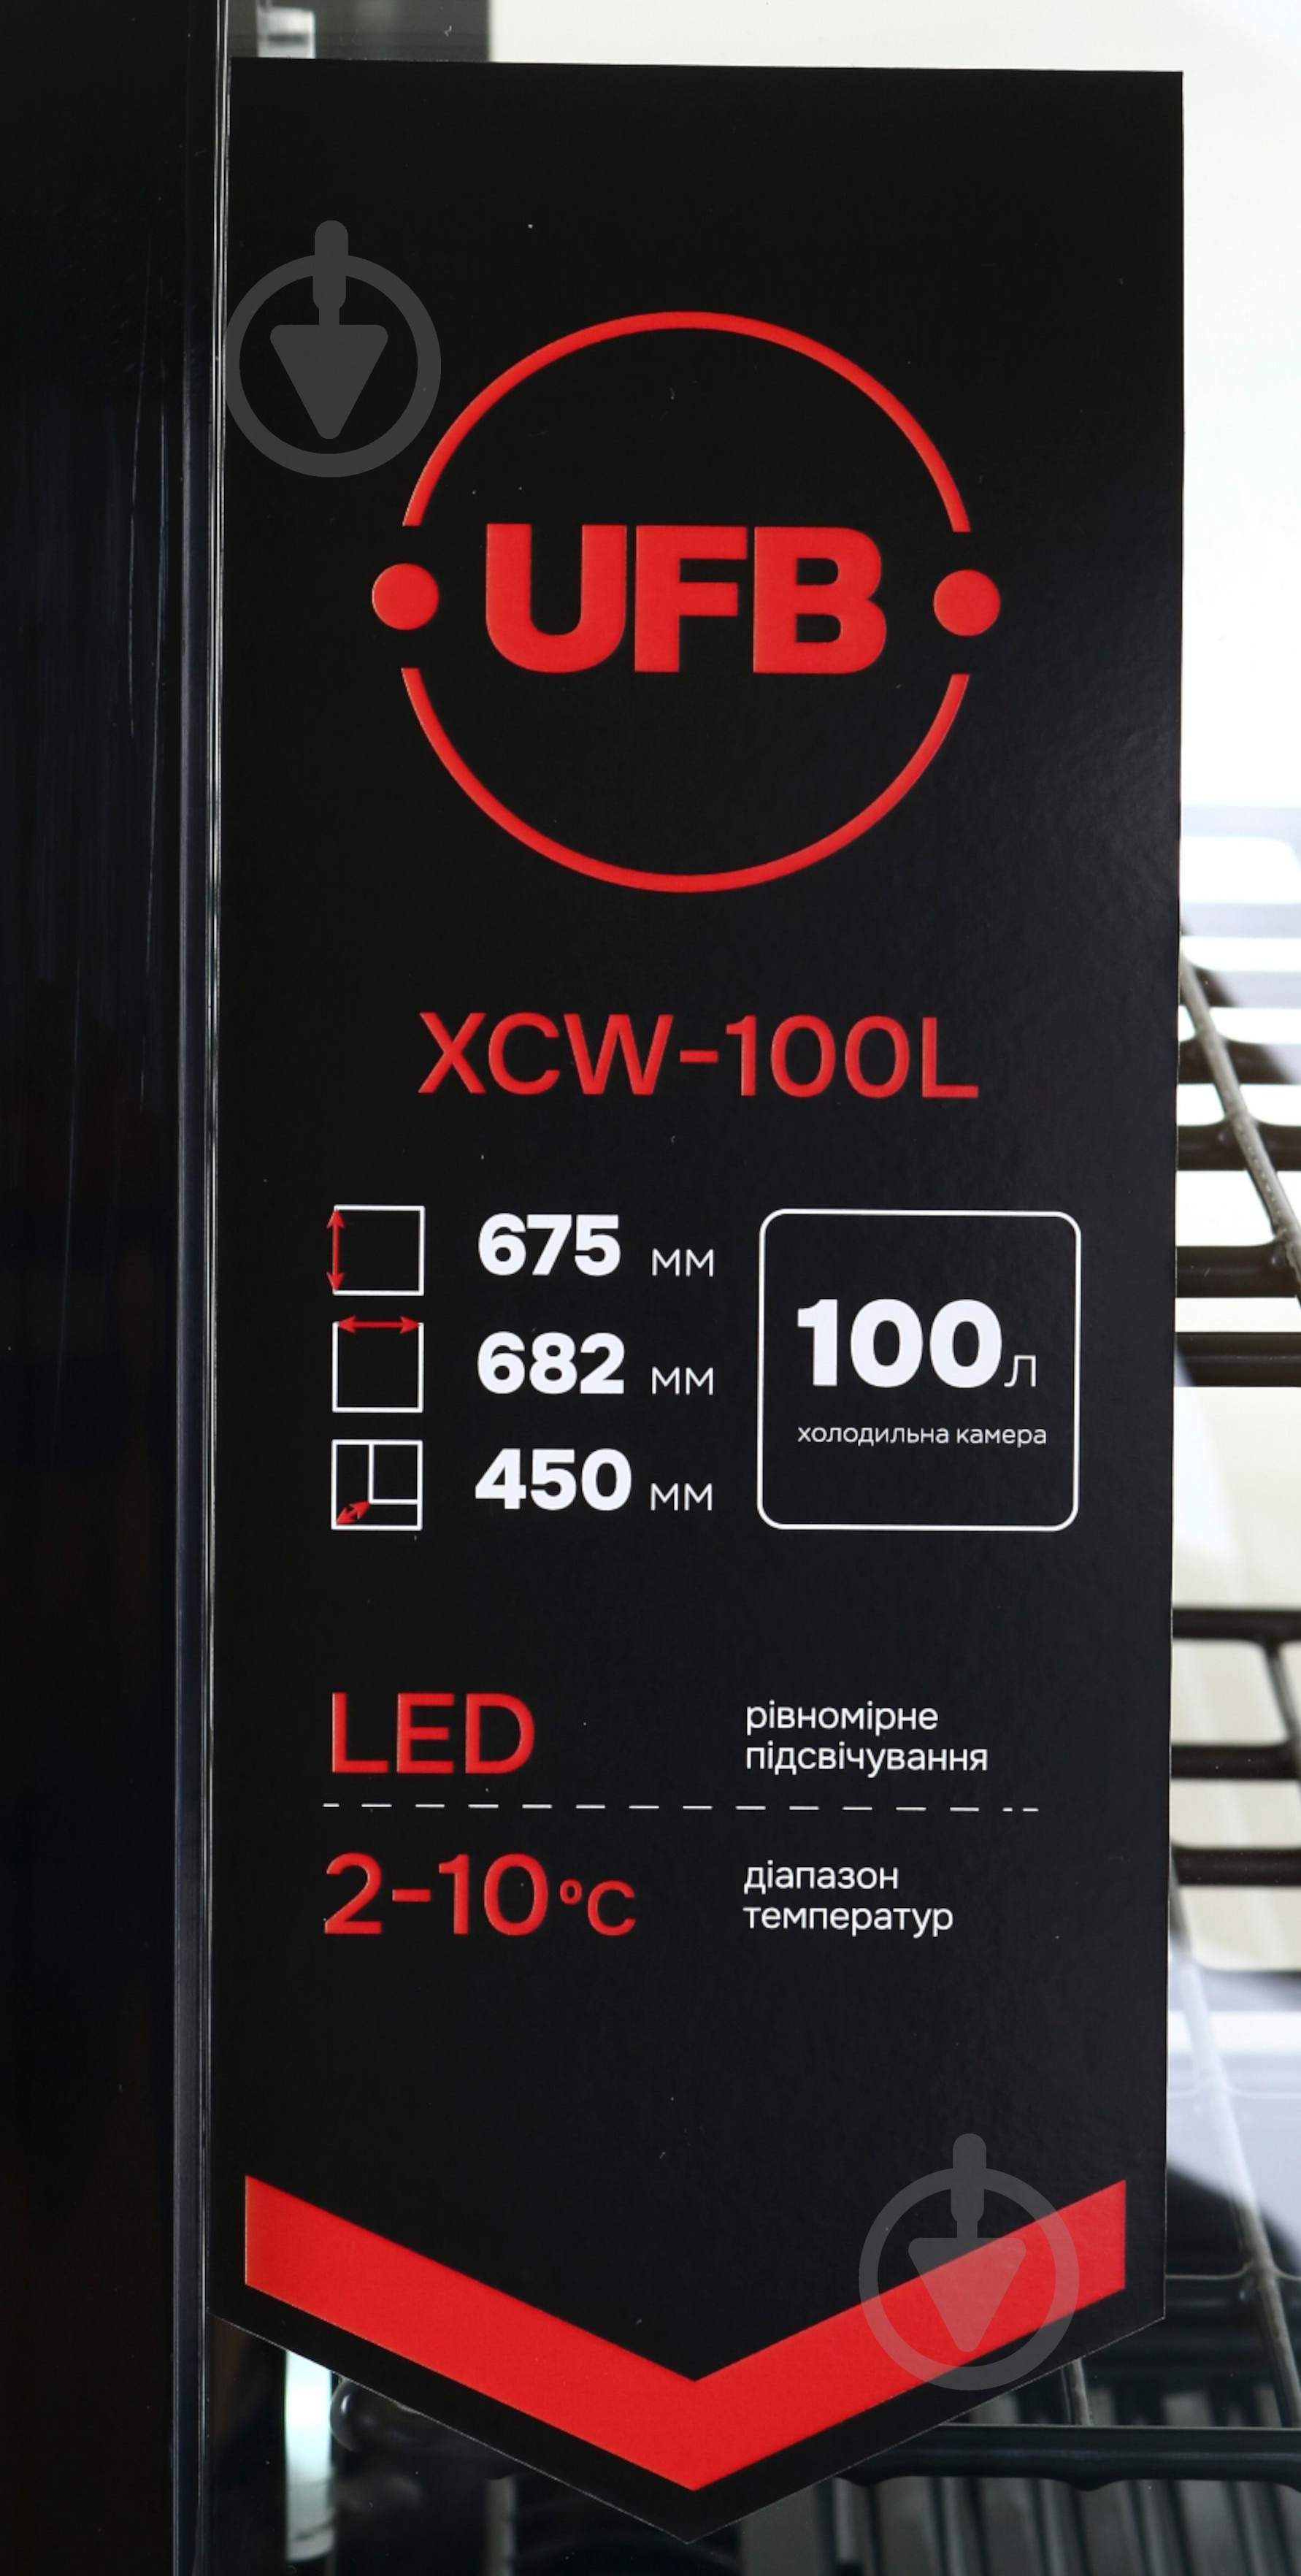 UFB
XCW-100L
675 мм
682 мм
450 мм
100л
холодильна камера
LED
рівномірне
підсвічування
2-10°C
діапазон
температур